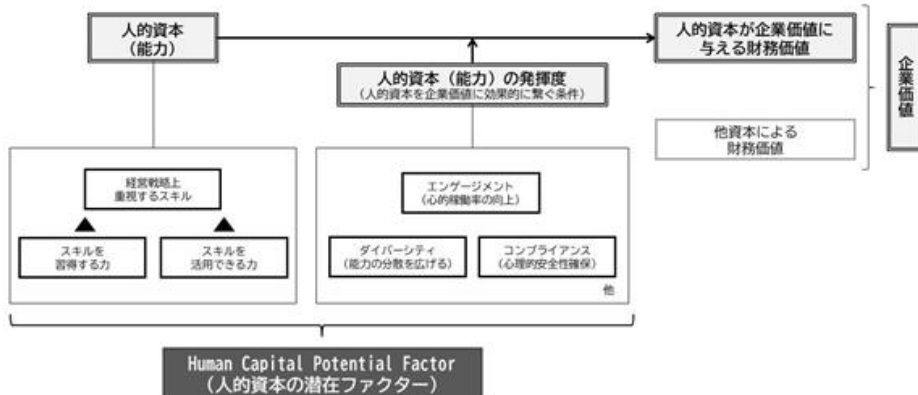 人的資本
（能力）
人的資本が企業価値に
与える財務価値
企業価値
人的資本（能力）の発揮度
（人的資本を企業価値に効果的に繋ぐ条件）
他資本による
財務価値
経営戦略上
重視するスキル
スキルを
習得する力
スキルを
活用できる力
エンゲージメント
（心的稼働率の向上）
ダイバーシティ
（能力の分散を広げる）
コンプライアンス
（心理的安全性確保）
他
Human Capital Potential Factor
（人的資本の潜在ファクター）